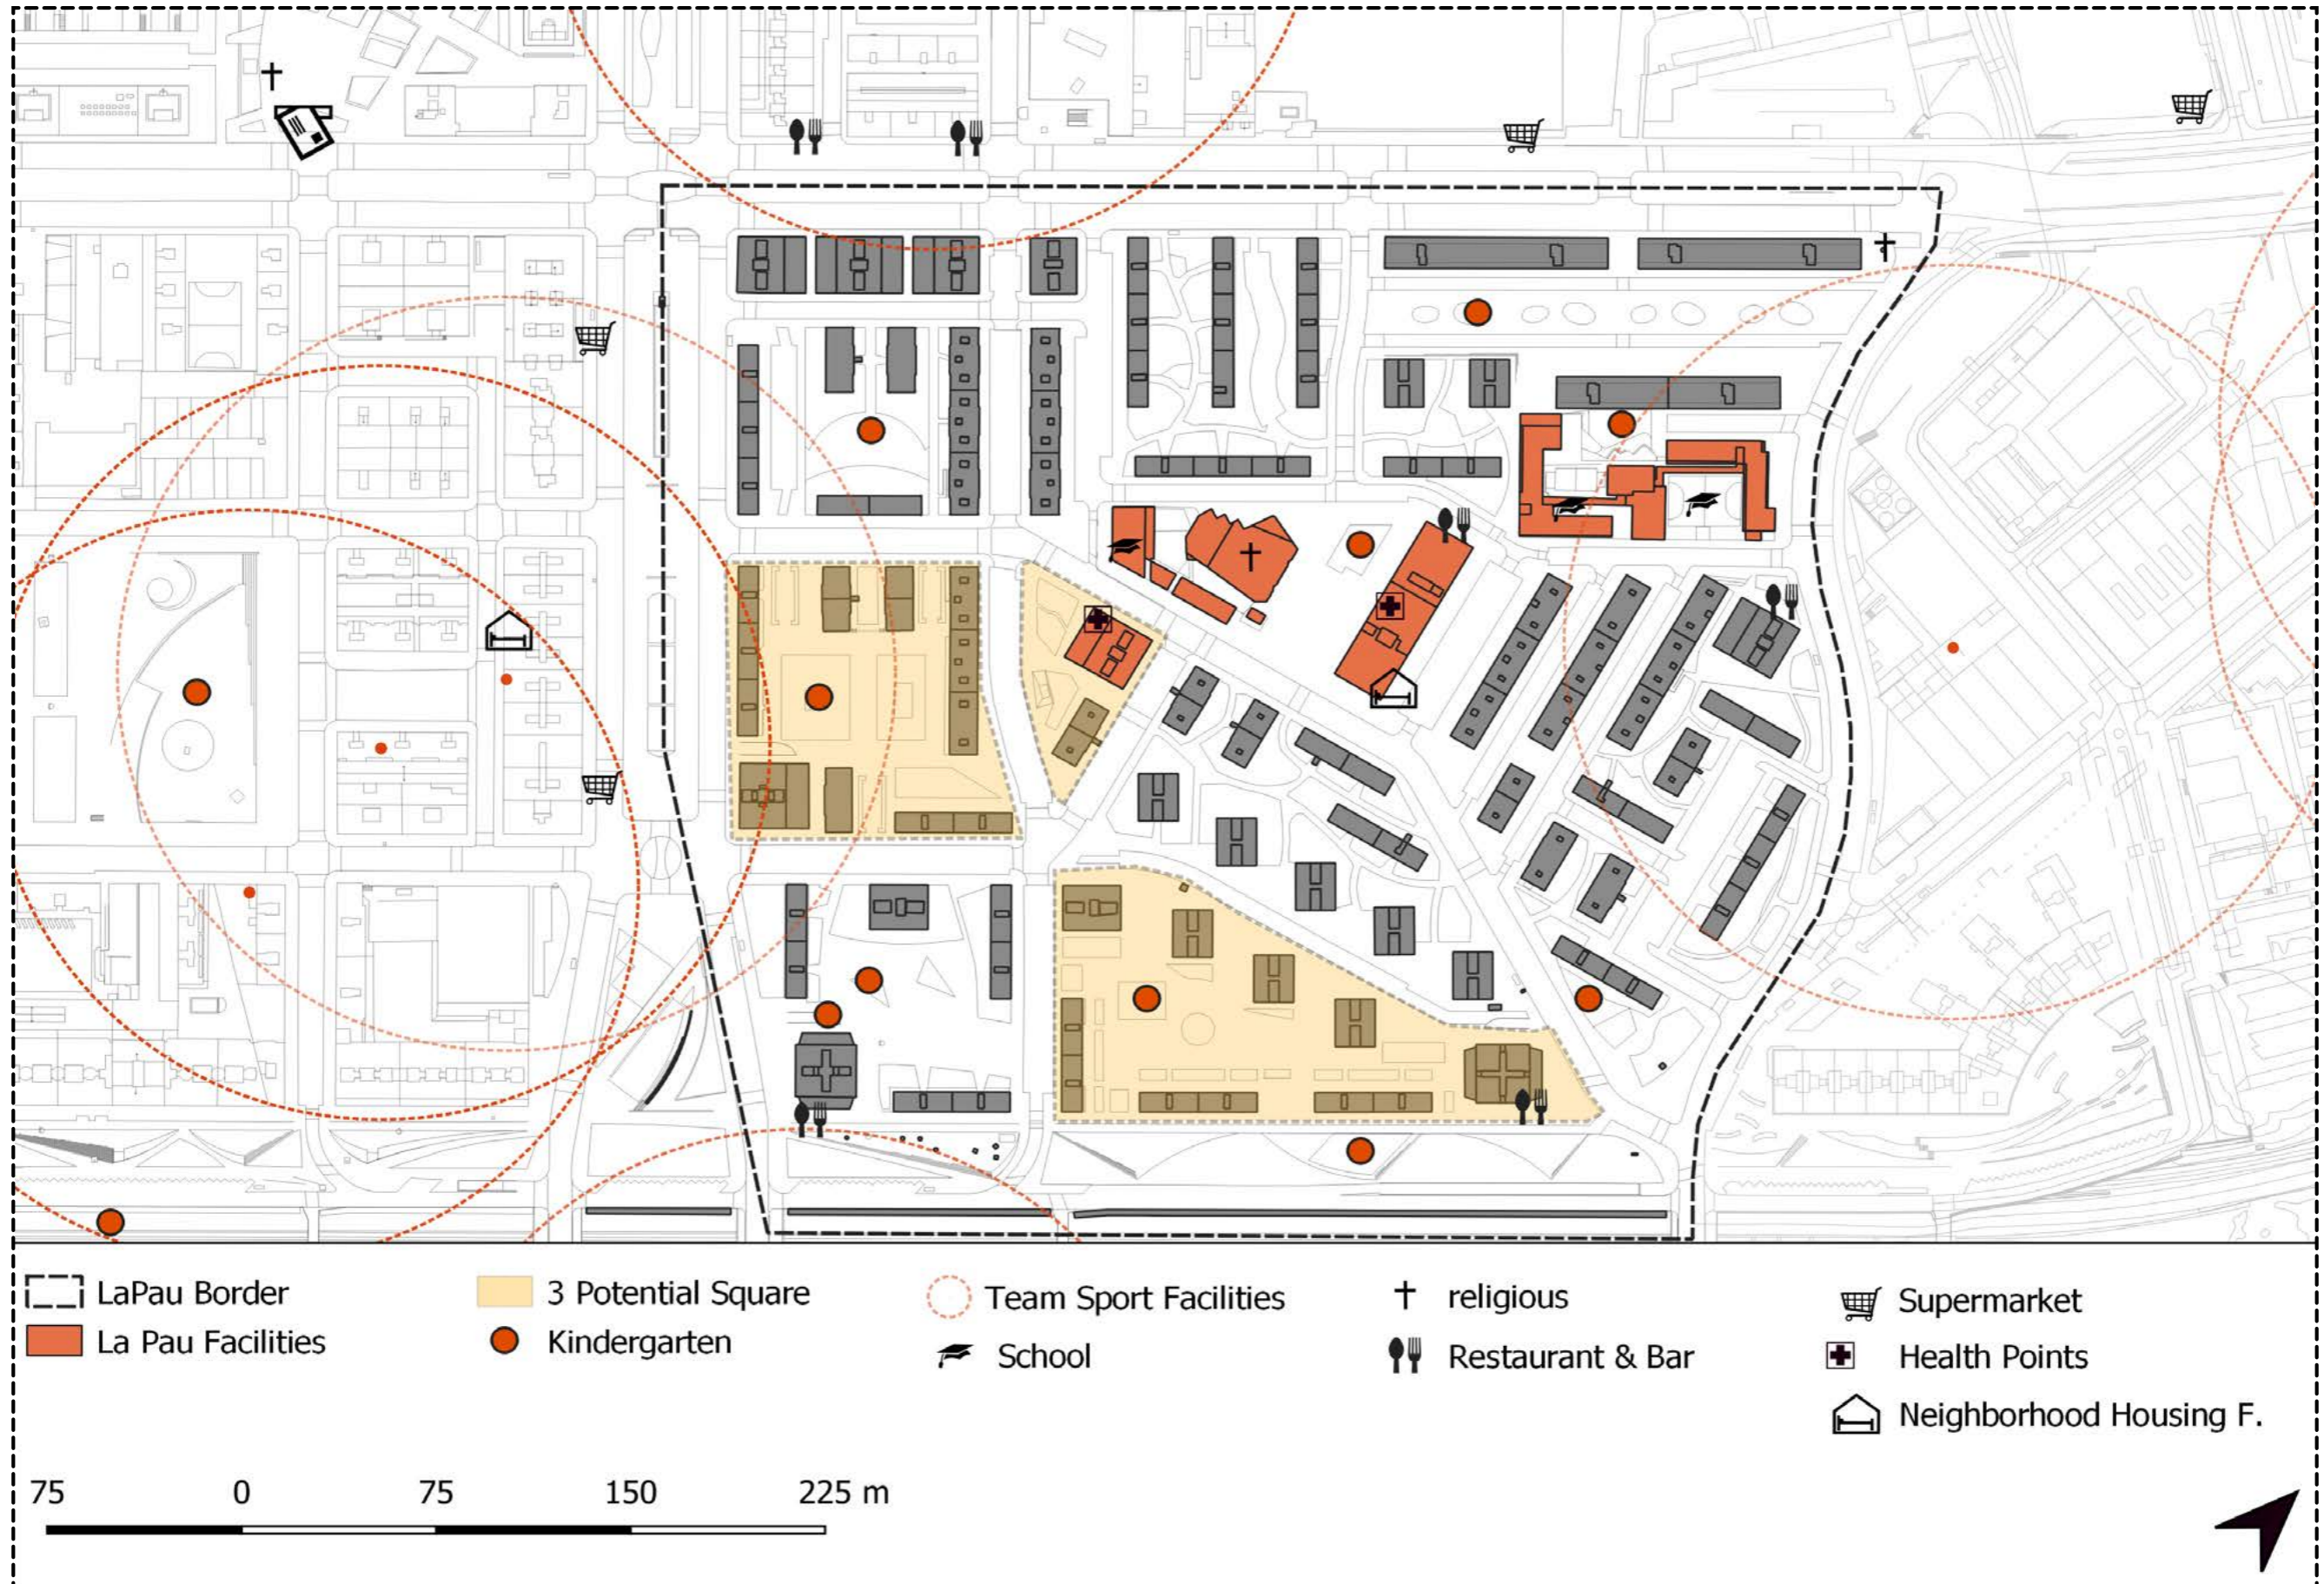 LaPau Border
3 Potential Square
Team Sport Facilities
religious
Supermarket
La Pau Facilities
Kindergarten
School
Restaurant & Bar
Health Points
Neighborhood Housing F.
75 0 75 150 225 m